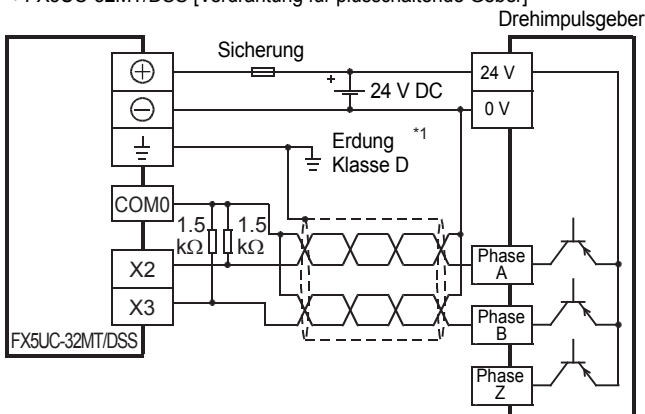 FX5UC-32MT/DSS [Verdrahtung für plusschaltende Geber]
Drehimpulsgeber
Sicherung
24 V
+
24 V DC
0 V
Erdung *1
Klasse D
COM0
1.5 kΩ
1.5 kΩ
X2
Phase A
X3
Phase B
FX5UC-32MT/DSS
Phase Z